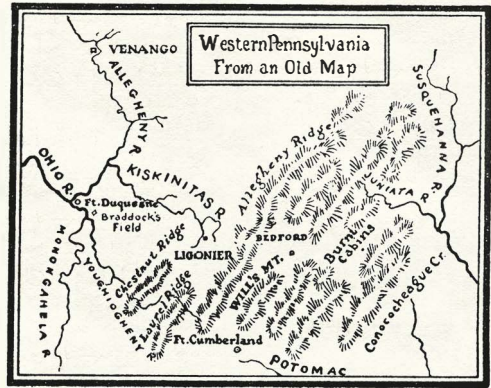 Western Pennsylvania
From an Old Map
VENANGO
ALLEGHENY R.
SUSQUEHANNA R.
OHIO R.
KISKINITAS R.
Allegheny Ridge
JUNIATA R.
Ft. Duquesne
Braddock's
Field
Chestnut Ridge
LIGONIER
BEDFORD
Burnt
Cabins
MONONGAHELA R.
YOUGHIOGHENY
R.
Laurel Ridge
WILL'S MT.
Conococheague Cr.
Ft. Cumberland
POTOMAC